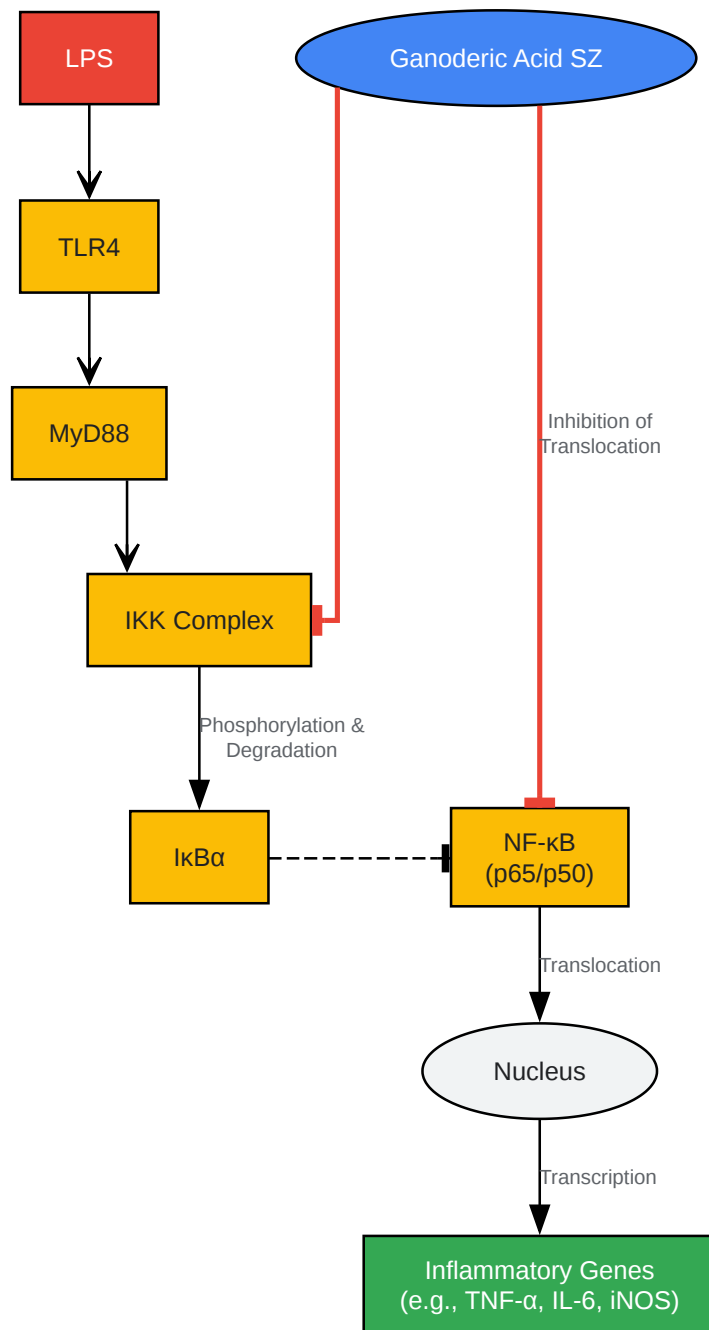 LPS
Ganoderic Acid SZ
TLR4
MyD88
Inhibition of
Translocation
IKK Complex
Phosphorylation &
Degradation
IκBα
NF-κB
(p65/p50)
Translocation
Nucleus
Transcription
Inflammatory Genes
(e.g., TNF-α, IL-6, iNOS)